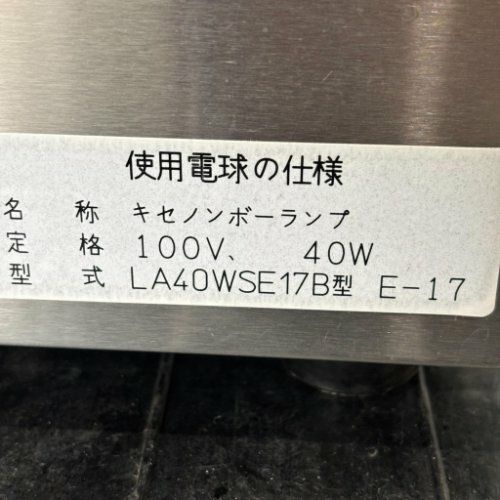 使用電球の仕様
名 称 キセノンボーランプ
定 格 100V、 40W
型 式 LA40WSE17B型 E-17